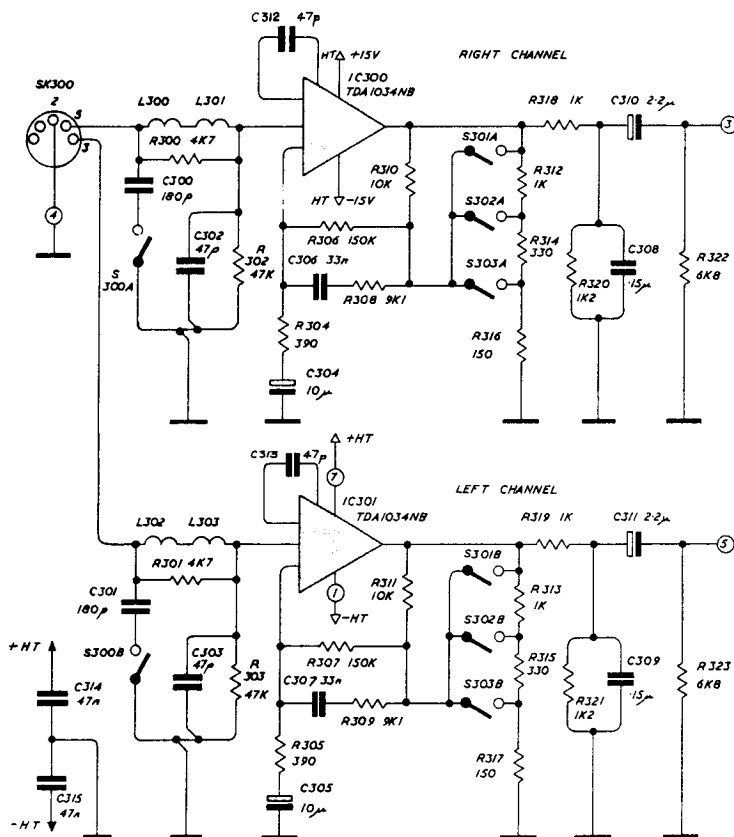 C312 47p
HT +15V
IC300
TDA1034NB
RIGHT CHANNEL
SK300
2
5
3
L300 L301
R300 4K7
C300
180p
4
S
300A
C302
47p
R
302
47K
HT -15V
R310
10K
R306 150K
C306 33n
R308 9K1
R304
390
C304
10μ
S301A
S302A
S303A
R312
1K
R314
330
R316
150
R318 1K
C310 2·2μ
3
R320
1K2
C308
·15μ
R322
6K8
C313 47p
+HT
7
IC301
TDA1034NB
LEFT CHANNEL
L302 L303
R301 4K7
C301
180p
S300B
C303
47p
R
303
47K
1
-HT
R311
10K
R307 150K
C307 33n
R309 9K1
R305
390
C305
10μ
S301B
S302B
S303B
R313
1K
R315
330
R317
150
R319 1K
C311 2·2μ
5
R321
1K2
C309
·15μ
R323
6K8
+HT
C314
47n
C315
47n
-HT